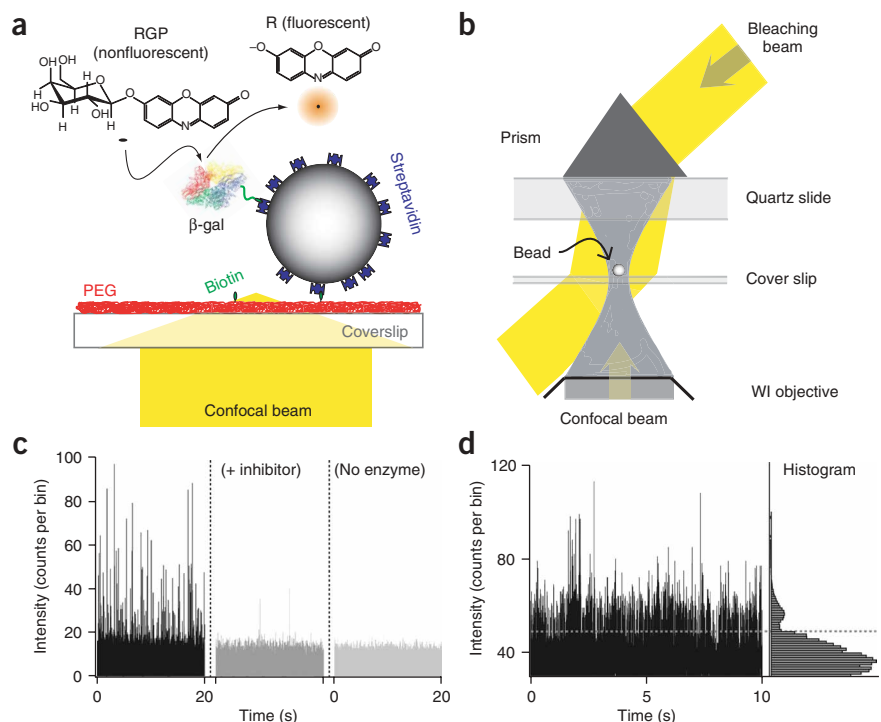 a
RGP
(nonfluorescent)
R (fluorescent)
OH
OH
H
O
HO
O
O
O
H
OH
H
H
N
−O
O
O
N
β-gal
Streptavidin
PEG
Biotin
Coverslip
Confocal beam
b
Bleaching
beam
Prism
Quartz slide
Bead
Cover slip
WI objective
Confocal beam
c
Intensity (counts per bin)
100
80
60
40
20
0
(+ inhibitor)
(No enzyme)
0
20
0
20
Time (s)
d
Intensity (counts per bin)
120
80
40
Histogram
0
5
10
Time (s)